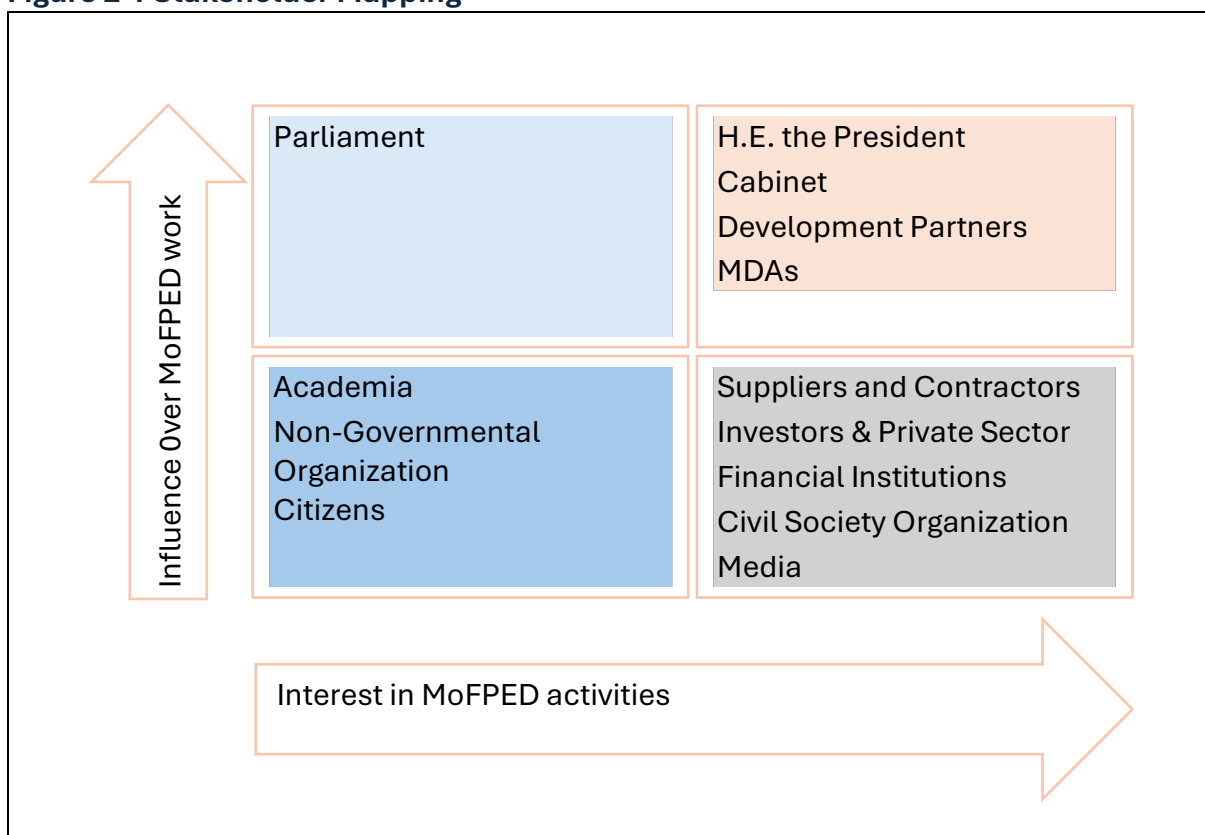 Parliament
H.E. the President
Cabinet
Development Partners
MDAs
Influence 0ver MoFPED work
Academia
Non-Governmental
Organization
Citizens
Suppliers and Contractors
Investors & Private Sector
Financial Institutions
Civil Society Organization
Media
Interest in MoFPED activities